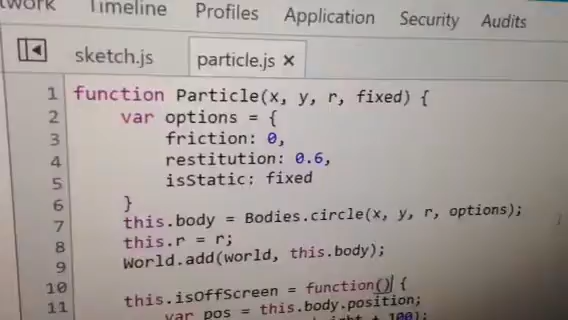 Timeline Profiles Application Security Audits
sketch.js particle.js ×
1 function Particle(x, y, r, fixed) {
2 var options = {
3 friction: 0,
4 restitution: 0.6,
5 isStatic: fixed
6 }
7 this.body = Bodies.circle(x, y, r, options);
8 this.r = r;
9 World.add(world, this.body);
10
11 this.isOffScreen = function() {
var pos = this.body.position;
100);